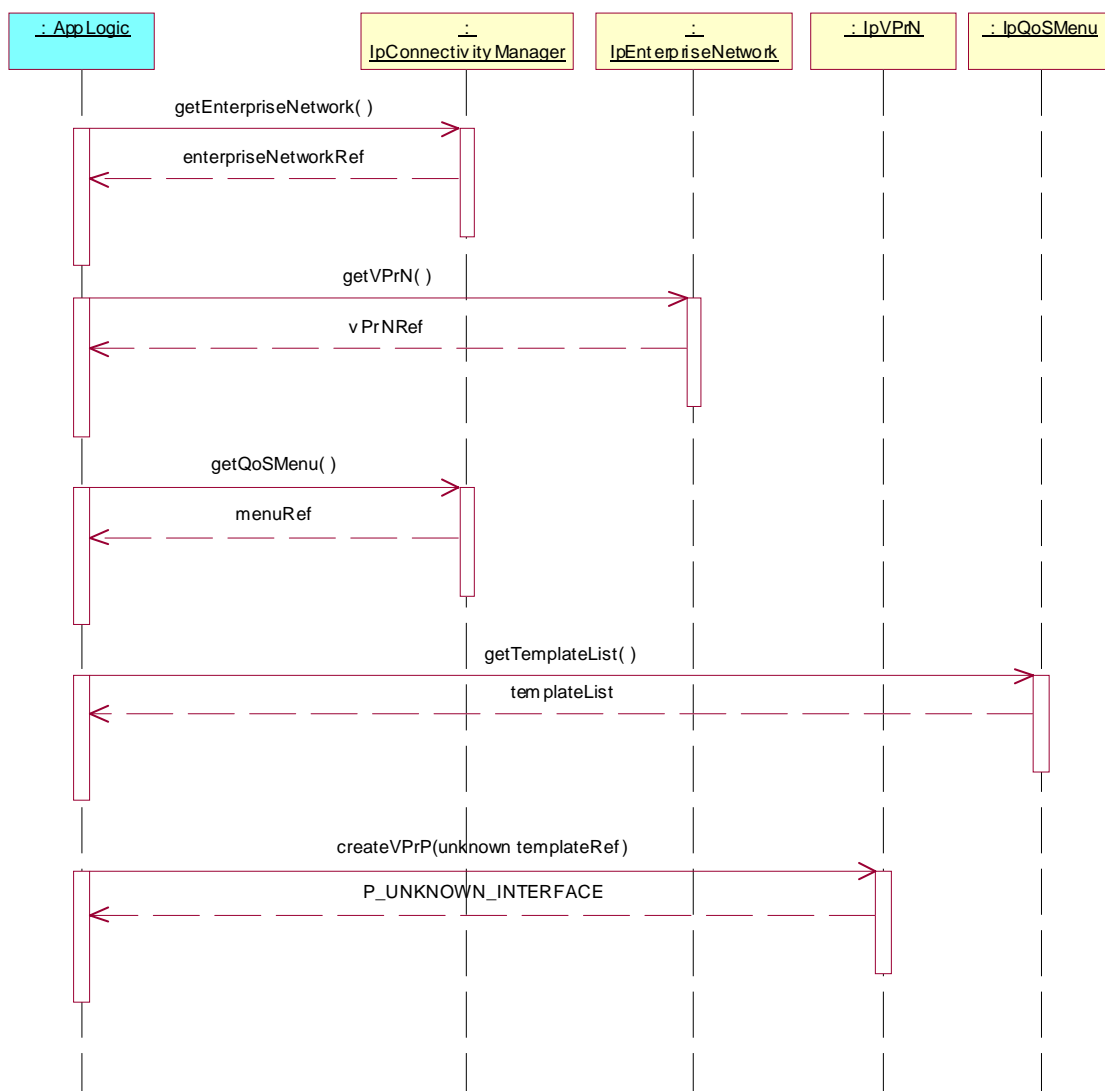 : AppLogic
:
IpConnectivityManager
:
IpEnterpriseNetwork
: IpVPrN
: IpQoSMenu
getEnterpriseNetwork( )
enterpriseNetworkRef
getVPrN( )
vPrNRef
getQoSMenu( )
menuRef
getTemplateList( )
templateList
createVPrP(unknown templateRef)
P_UNKNOWN_INTERFACE